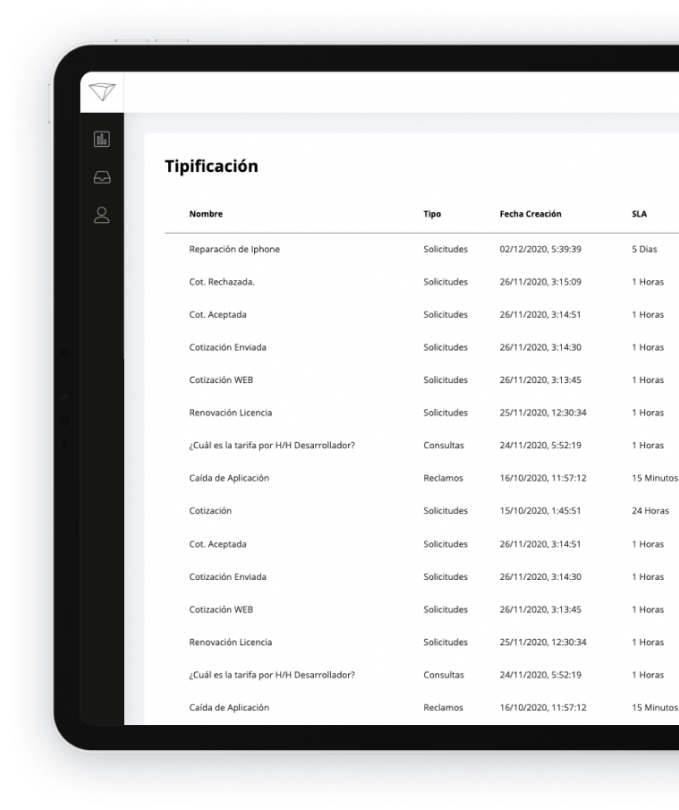 Tipificación
Nombre Tipo Fecha Creación SLA
Reparación de Iphone Solicitudes 02/12/2020, 5:39:39 5 Dias
Cot. Rechazada. Solicitudes 26/11/2020, 3:15:09 1 Horas
Cot. Aceptada Solicitudes 26/11/2020, 3:14:51 1 Horas
Cotización Enviada Solicitudes 26/11/2020, 3:14:30 1 Horas
Cotización WEB Solicitudes 26/11/2020, 3:13:45 1 Horas
Renovación Licencia Solicitudes 25/11/2020, 12:30:34 1 Horas
¿Cuál es la tarifa por H/H Desarrollador? Consultas 24/11/2020, 5:52:19 1 Horas
Caída de Aplicación Reclamos 16/10/2020, 11:57:12 15 Minutos
Cotización Solicitudes 15/10/2020, 1:45:51 24 Horas
Cot. Aceptada Solicitudes 26/11/2020, 3:14:51 1 Horas
Cotización Enviada Solicitudes 26/11/2020, 3:14:30 1 Horas
Cotización WEB Solicitudes 26/11/2020, 3:13:45 1 Horas
Renovación Licencia Solicitudes 25/11/2020, 12:30:34 1 Horas
¿Cuál es la tarifa por H/H Desarrollador? Consultas 24/11/2020, 5:52:19 1 Horas
Caída de Aplicación Reclamos 16/10/2020, 11:57:12 15 Minutos